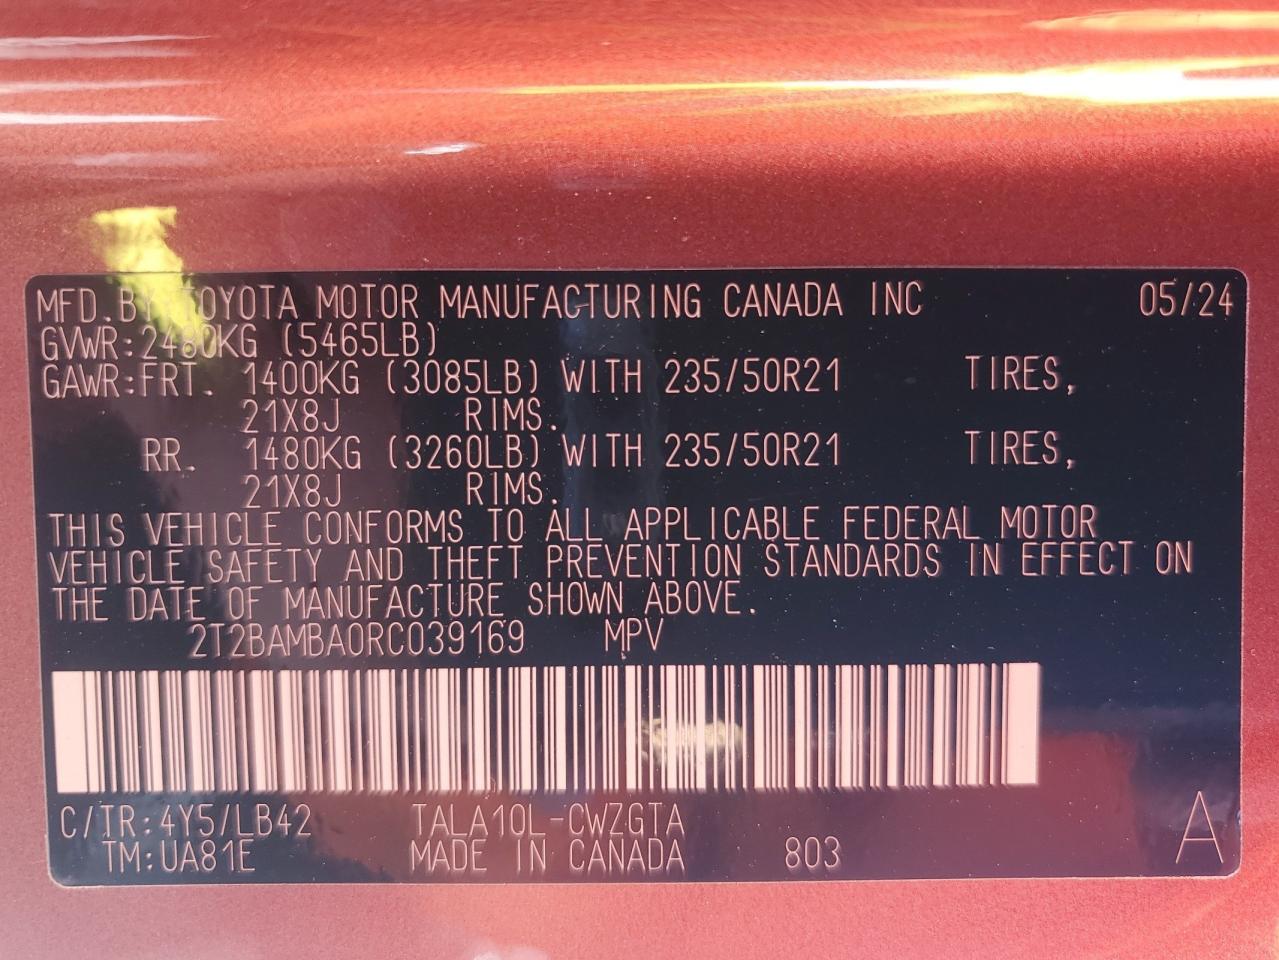 MFD. BY TOYOTA MOTOR MANUFACTURING CANADA INC 05/24
GVWR: 2480KG (5465LB)
GAWR: FRT. 1400KG (3085LB) WITH 235/50R21 TIRES,
21X8J RIMS.
RR. 1480KG (3260LB) WITH 235/50R21 TIRES,
21X8J RIMS.
THIS VEHICLE CONFORMS TO ALL APPLICABLE FEDERAL MOTOR
VEHICLE SAFETY AND THEFT PREVENTION STANDARDS IN EFFECT ON
THE DATE OF MANUFACTURE SHOWN ABOVE.
2T2BAMBA0RC039169 MPV
C/TR: 4Y5/LB42 TALA10L-CWZGTA
TM: UA81E MADE IN CANADA 803 A